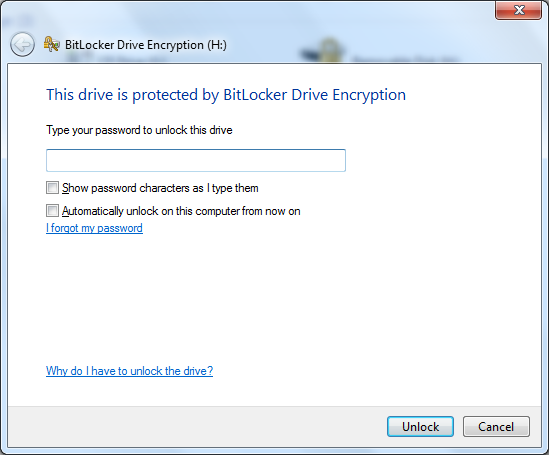 BitLocker Drive Encryption (H:)
This drive is protected by BitLocker Drive Encryption
Type your password to unlock this drive
Show password characters as I type them
Automatically unlock on this computer from now on
I forgot my password
Why do I have to unlock the drive?
Unlock Cancel